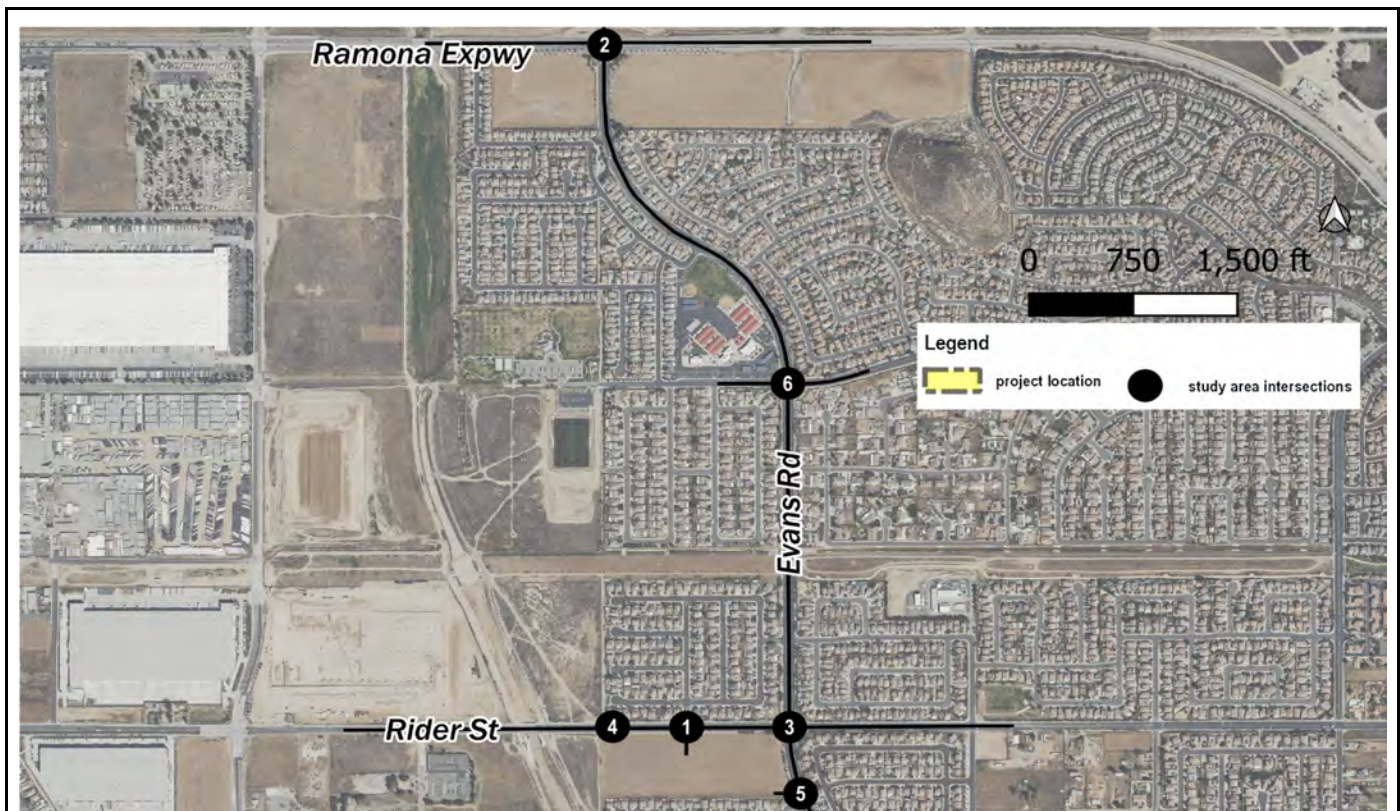 2
Ramona Expwy
0 750 1,500 ft
Legend
project location
study area intersections
6
Evans Rd
Rider St
4
1
3
5